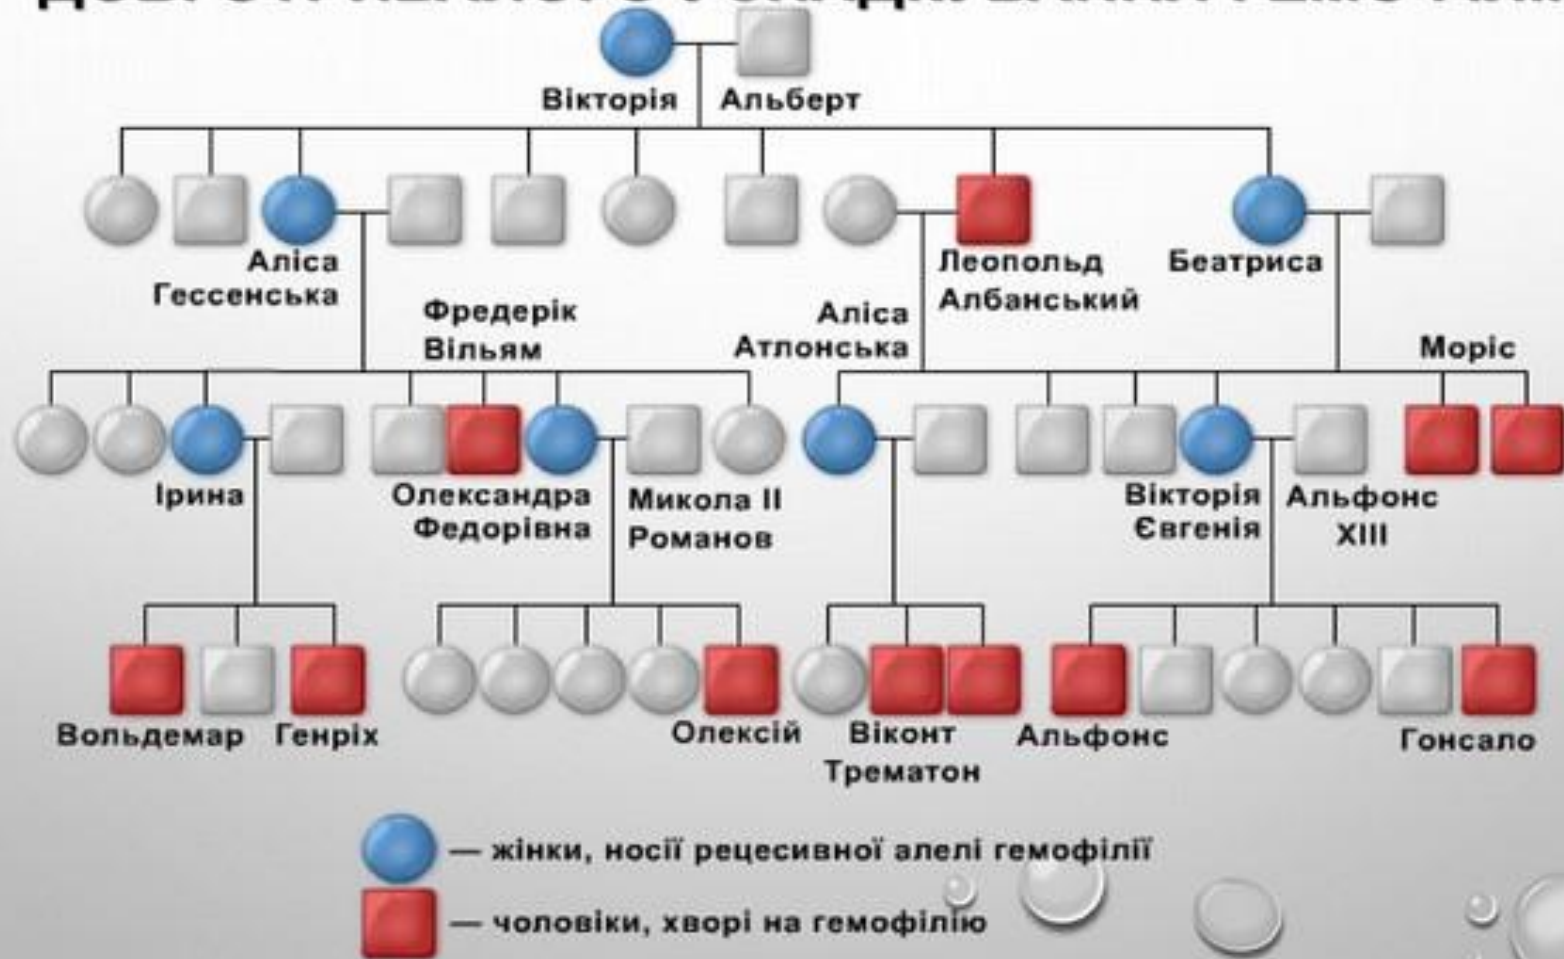 Вікторія
Альберт
Аліса
Гессенська
Леопольд
Албанський
Беатриса
Фредерік
Вільям
Аліса
Атлонська
Моріс
Ірина
Олександра
Федорівна
Микола II
Романов
Вікторія
Євгенія
Альфонс
XIII
Вольдемар
Генріх
Олексій
Віконт
Трематон
Альфонс
Гонсало
— жінки, носії рецесивної алелі гемофілії
— чоловіки, хворі на гемофілію